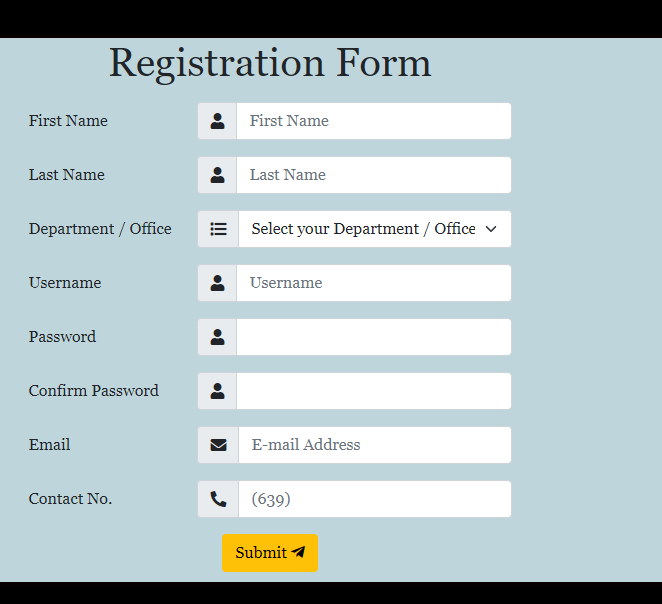 Registration Form
First Name
First Name
Last Name
Last Name
Department / Office
Select your Department / Office
Username
Username
Password
Confirm Password
Email
E-mail Address
Contact No.
(639)
Submit